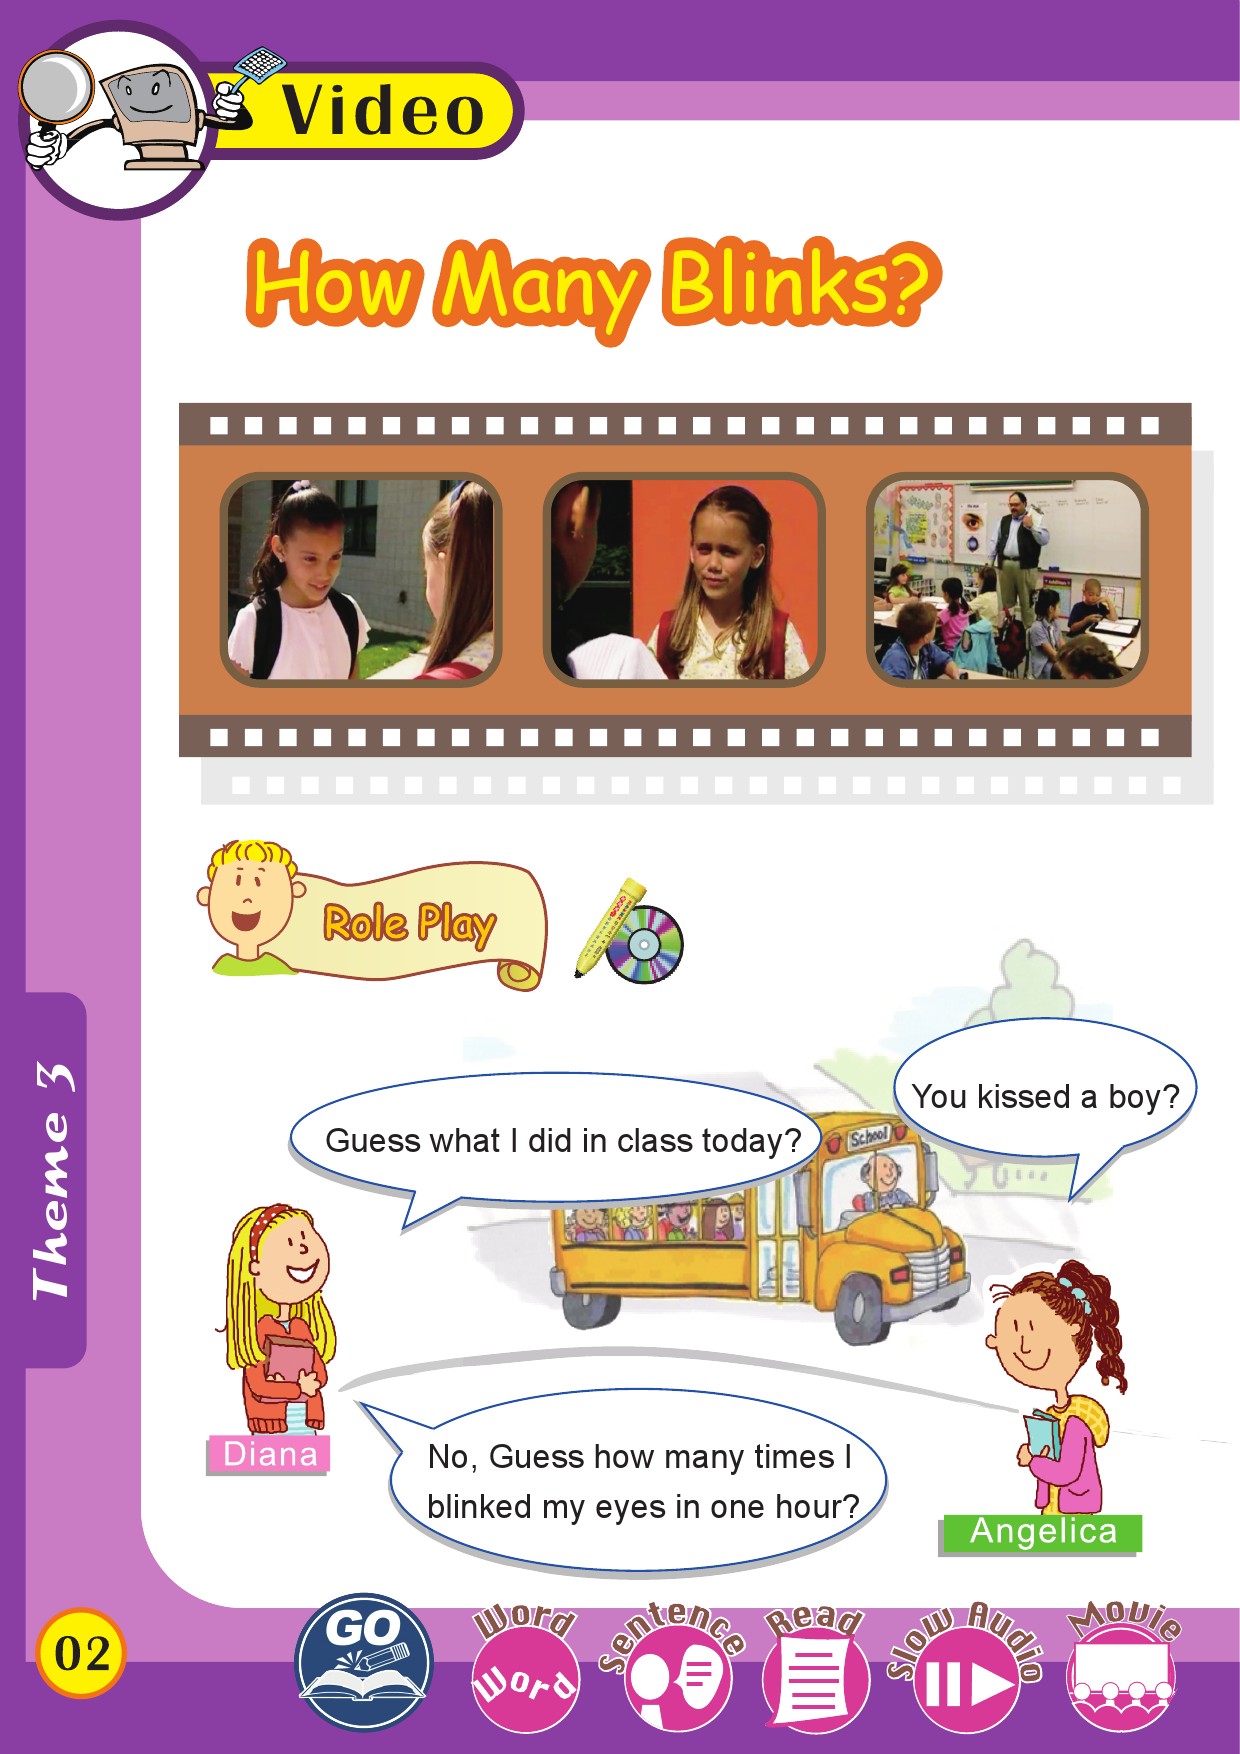 Video
How Many Blinks?
Role Play
You kissed a boy?
Guess what I did in class today?
School
Theme 3
No, Guess how many times I
blinked my eyes in one hour?
Diana
Angelica
02
GO
Word
Word
Sentence
Read
Slow Audio
Movie